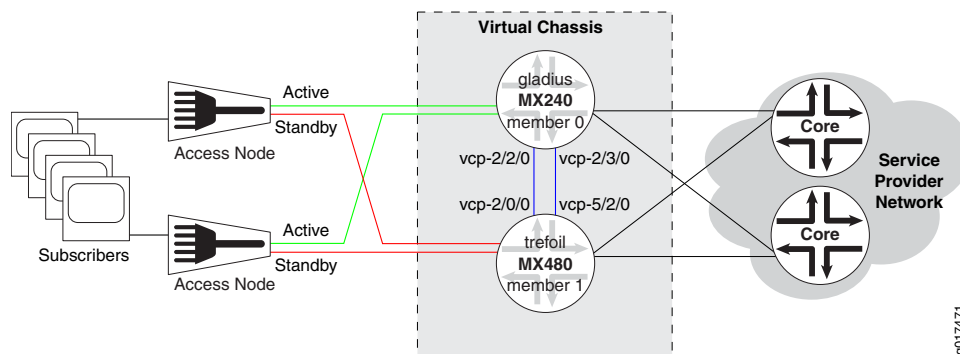 Virtual Chassis
gladius
MX240
member 0
Active
Standby
Access Node
Core
vcp-2/2/0
vcp-2/3/0
Service
Provider
Network
vcp-2/0/0
vcp-5/2/0
Subscribers
Active
Standby
Access Node
trefoil
MX480
member 1
Core
g017471